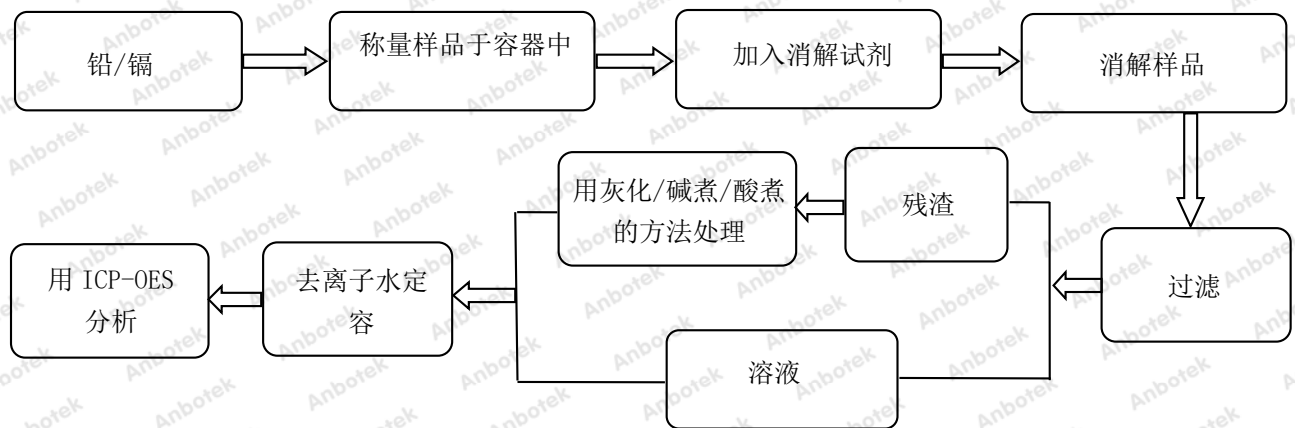 铅/镉
称量样品于容器中
加入消解试剂
消解样品
过滤
残渣
用灰化/碱煮/酸煮
的方法处理
溶液
去离子水定
容
用 ICP-OES
分析
Anbotek